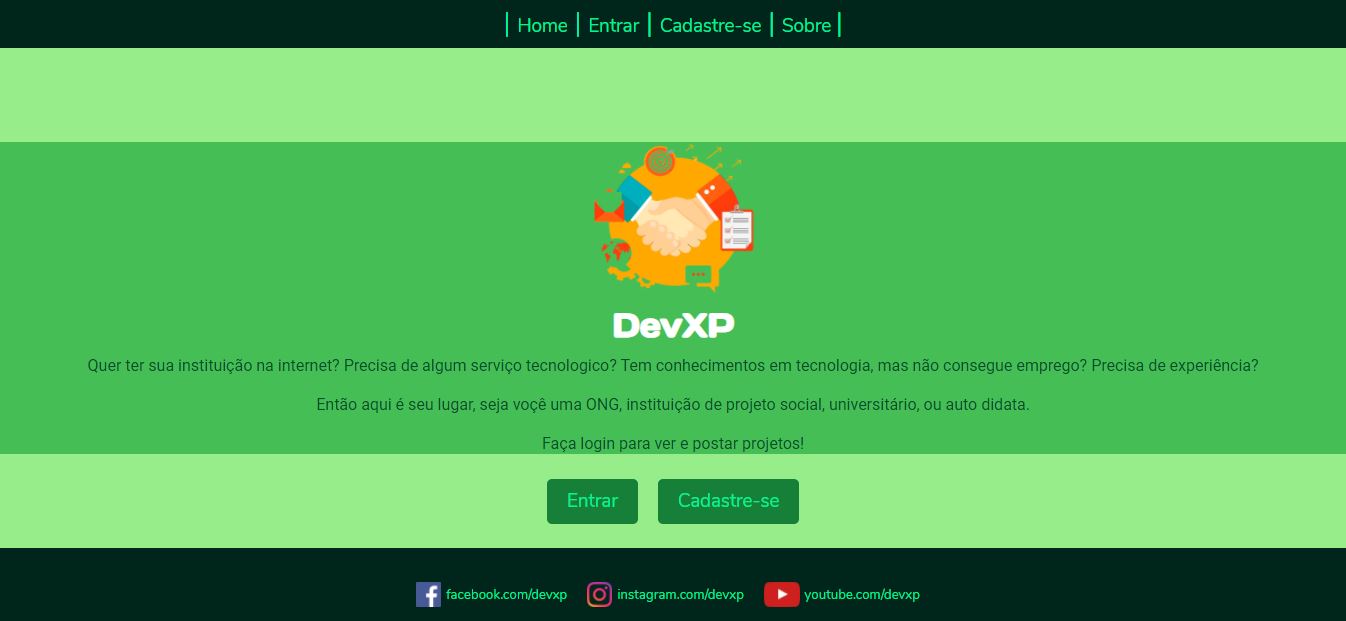 | Home | Entrar | Cadastre-se | Sobre |
DevXP
Quer ter sua instituição na internet? Precisa de algum serviço tecnologico? Tem conhecimentos em tecnologia, mas não consegue emprego? Precisa de experiência?
Então aqui é seu lugar, seja voçê uma ONG, instituição de projeto social, universitário, ou auto didata.
Faça login para ver e postar projetos!
Entrar Cadastre-se
facebook.com/devxp instagram.com/devxp youtube.com/devxp